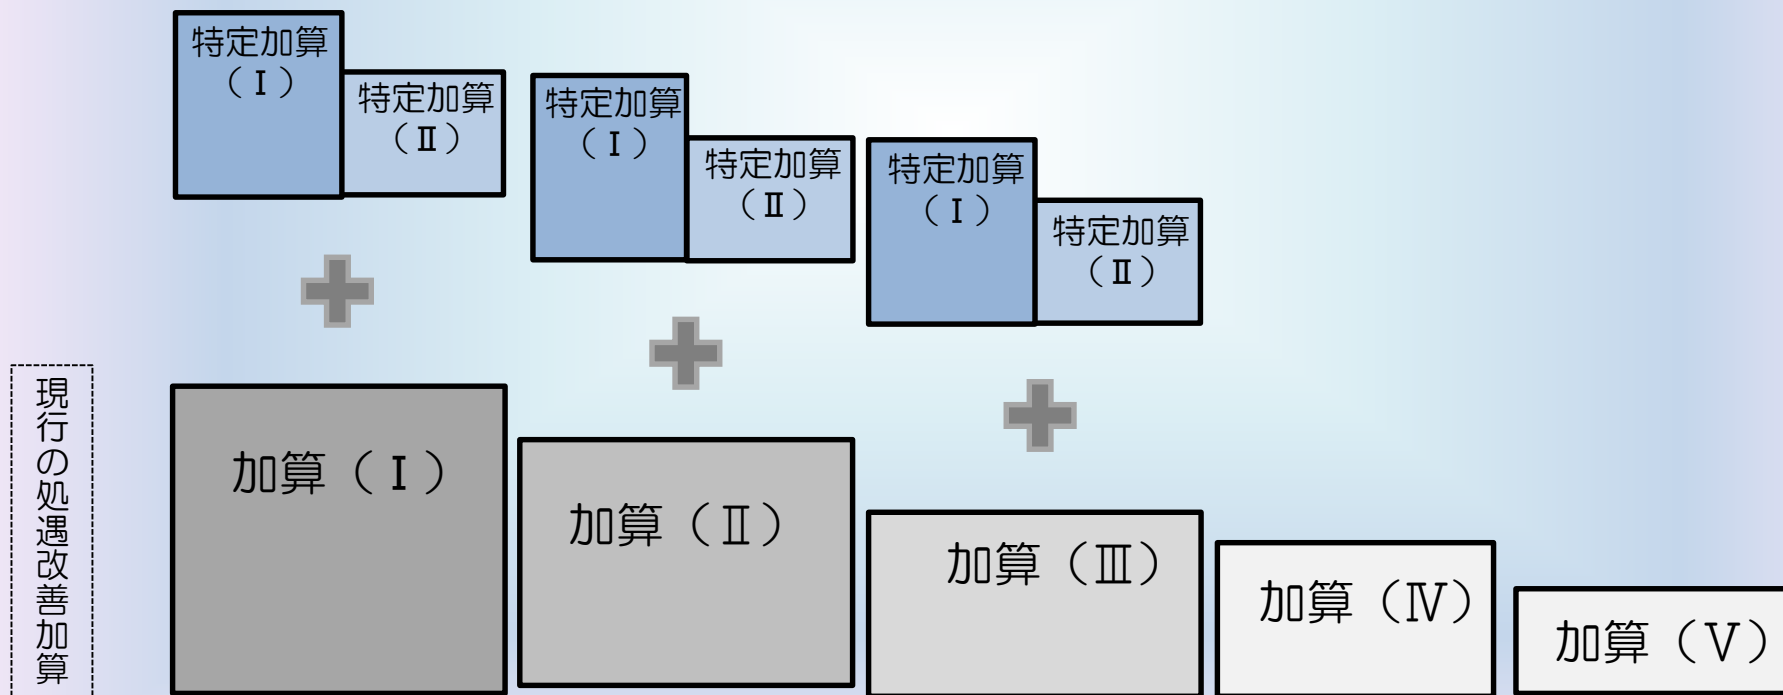 特定加算
（Ⅰ）
特定加算
（Ⅱ）
特定加算
（Ⅰ）
特定加算
（Ⅱ）
特定加算
（Ⅰ）
特定加算
（Ⅱ）
現行の処遇改善加算
加算（Ⅰ）
加算（Ⅱ）
加算（Ⅲ）
加算（Ⅳ）
加算（Ⅴ）